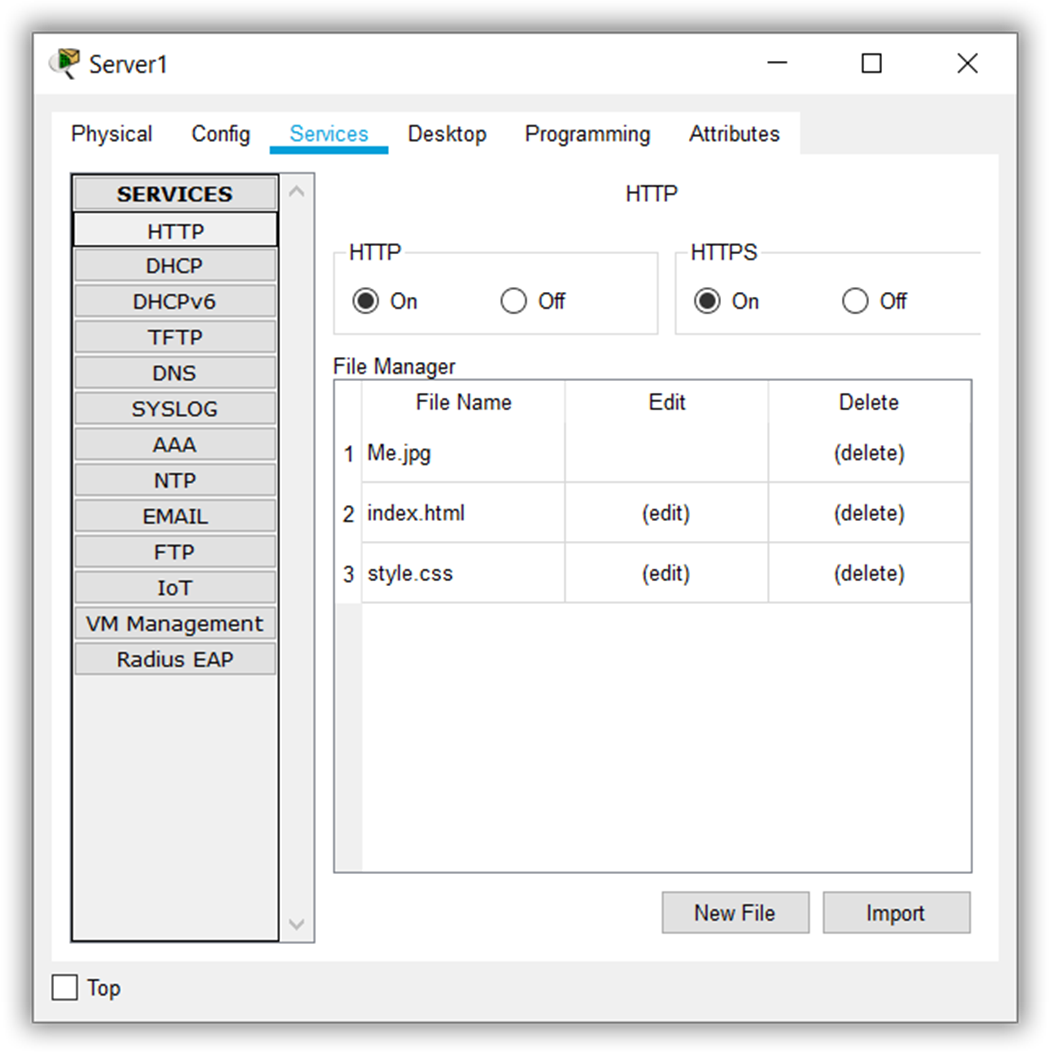 Server1
Physical Config Services Desktop Programming Attributes
SERVICES
HTTP
DHCP
DHCPv6
TFTP
DNS
SYSLOG
AAA
NTP
EMAIL
FTP
IoT
VM Management
Radius EAP
HTTP
HTTP
On Off
HTTPS
On Off
File Manager
File Name Edit Delete
1 Me.jpg (delete)
2 index.html (edit) (delete)
3 style.css (edit) (delete)
New File Import
Top